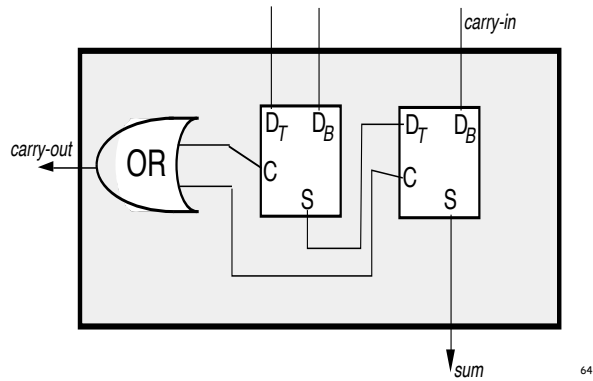 carry-in
D_T D_B
D_T D_B
carry-out
OR
C
C
S
S
sum
64